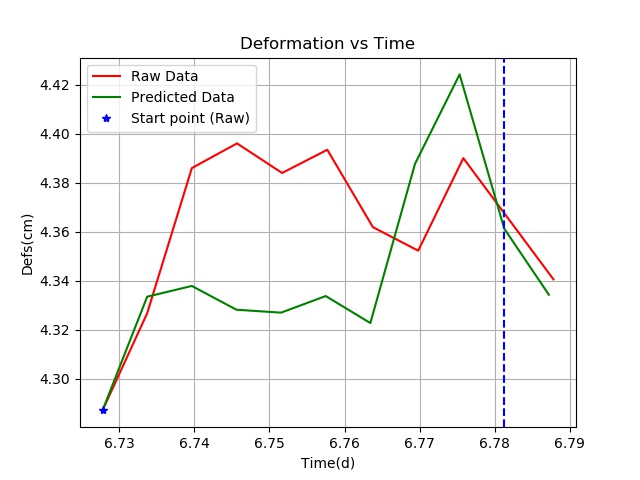 Deformation vs Time
Raw Data
Predicted Data
Start point (Raw)
4.42
4.40
4.38
4.36
4.34
4.32
4.30
Defs(cm)
6.73 6.74 6.75 6.76 6.77 6.78 6.79
Time(d)